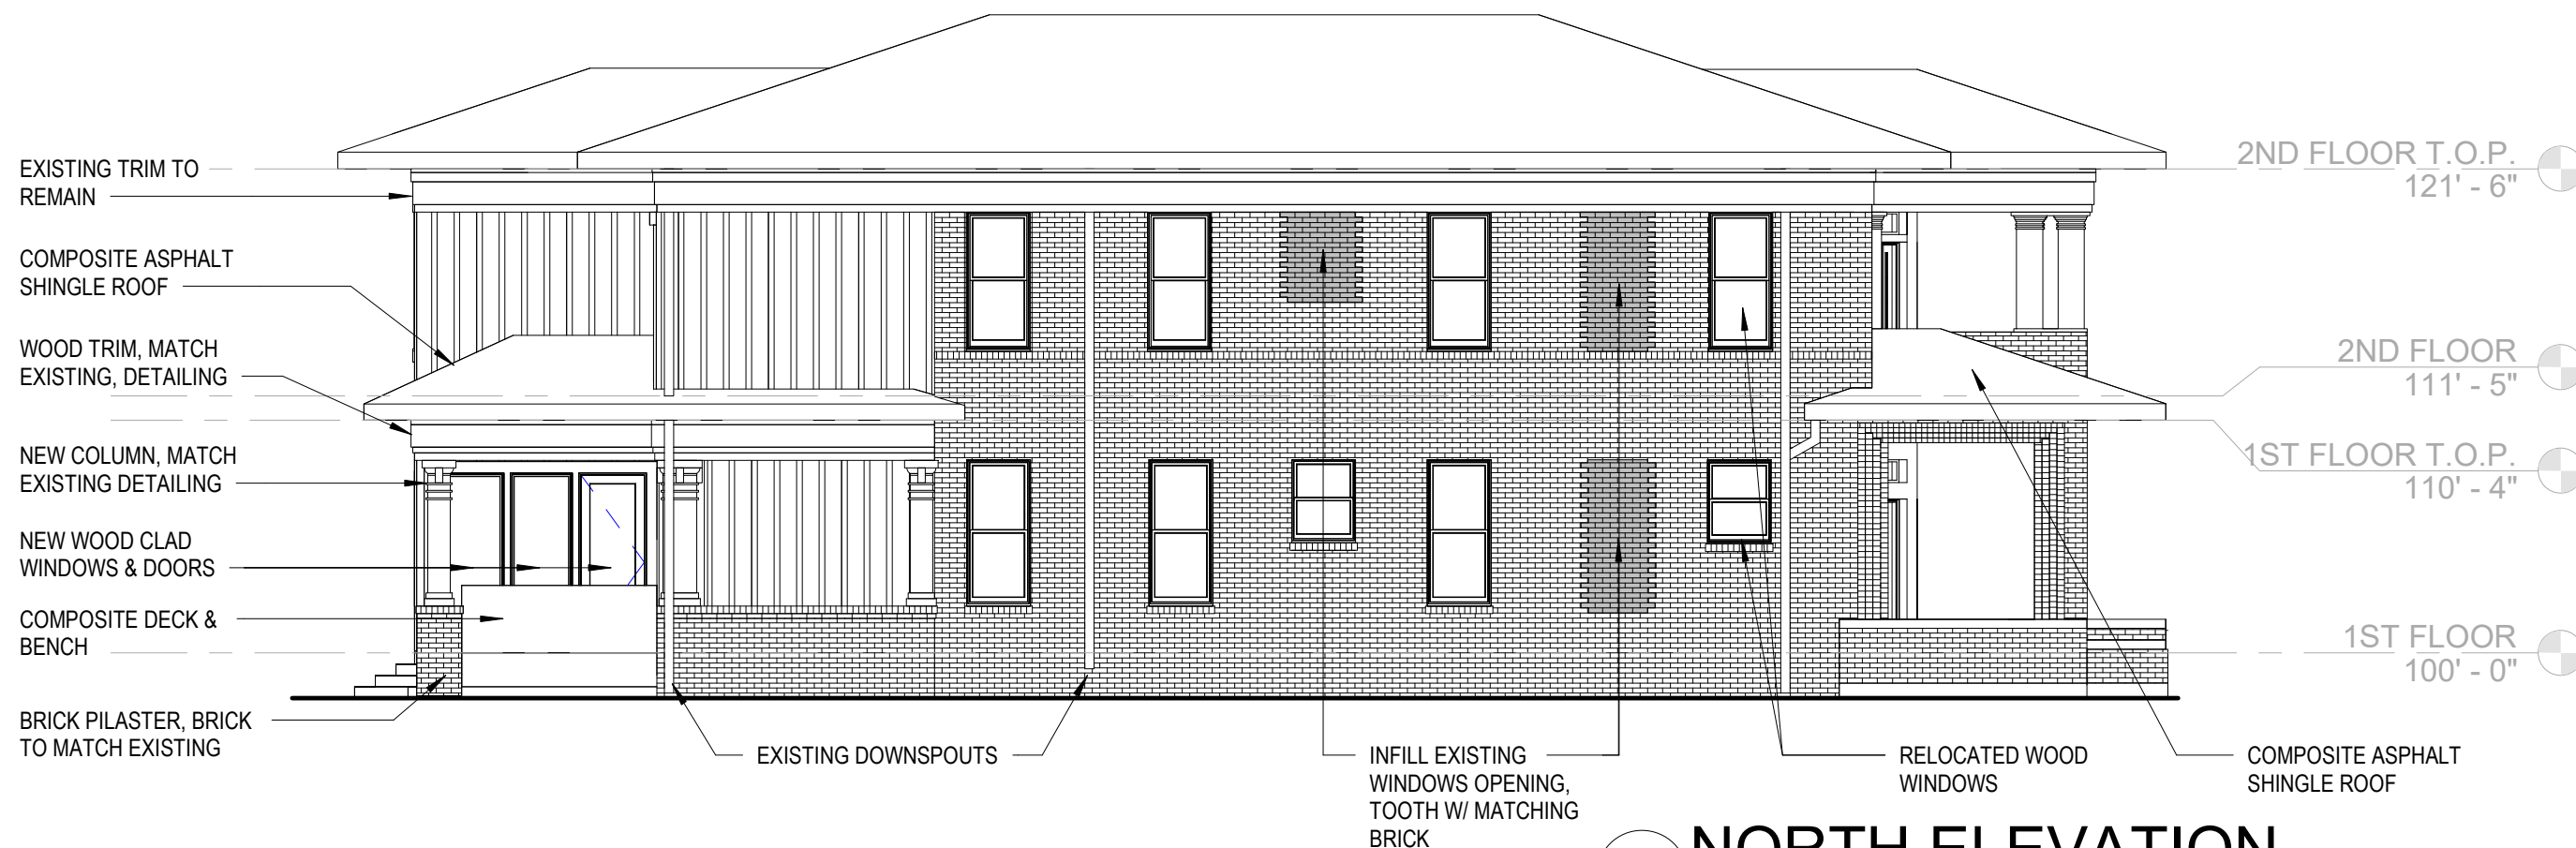 EXISTING TRIM TO
REMAIN
COMPOSITE ASPHALT
SHINGLE ROOF
WOOD TRIM, MATCH
EXISTING, DETAILING
NEW COLUMN, MATCH
EXISTING DETAILING
NEW WOOD CLAD
WINDOWS & DOORS
COMPOSITE DECK &
BENCH
BRICK PILASTER, BRICK
TO MATCH EXISTING
EXISTING DOWNSPOUTS
INFILL EXISTING
WINDOWS OPENING,
TOOTH W/ MATCHING
BRICK
RELOCATED WOOD
WINDOWS
COMPOSITE ASPHALT
SHINGLE ROOF
2ND FLOOR T.O.P.
121' - 6"
2ND FLOOR
111' - 5"
1ST FLOOR T.O.P.
110' - 4"
1ST FLOOR
100' - 0"
NORTH ELEVATION